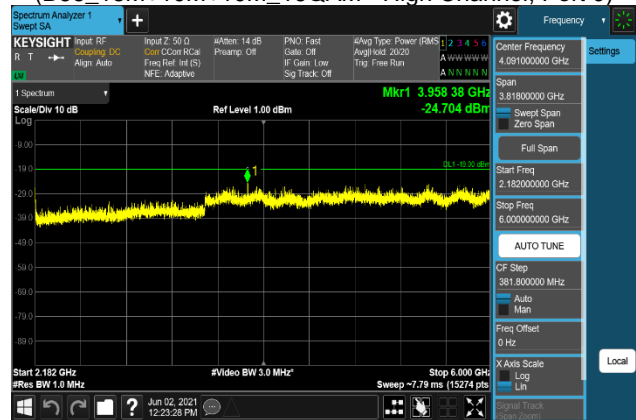 Spectrum Analyzer 1
Swept SA
Frequency
KEYSIGHT
R T
LW
Input: RF
Coupling: DC
Align: Auto
Input Z: 50 Ω
Corr CCorr RCal
Freq Ref: Int (S)
NFE: Adaptive
#Atten: 14 dB
Preamp: Off
PNO: Fast
Gate: Off
IF Gain: Low
Sig Track: Off
#Avg Type: Power (RMS
Avg|Hold: 20/20
Trig: Free Run
1 2 3 4 5 6
A W W W W W
A N N N N N
1 Spectrum
Scale/Div 10 dB
Log
Ref Level 1.00 dBm
Mkr1 3.958 38 GHz
-24.704 dBm
DL1 -19.00 dBm
1
-9.00
-19.0
-29.0
-39.0
-49.0
-59.0
-69.0
-79.0
-89.0
Start 2.182 GHz
#Res BW 1.0 MHz
#Video BW 3.0 MHz*
Stop 6.000 GHz
Sweep ~7.79 ms (15274 pts
Center Frequency
4.091000000 GHz
Settings
Span
3.81800000 GHz
Swept Span
Zero Span
Full Span
Start Freq
2.182000000 GHz
Stop Freq
6.000000000 GHz
AUTO TUNE
CF Step
381.800000 MHz
Auto
Man
Freq Offset
0 Hz
X Axis Scale
Log
Lin
Local
Signal Track
(Span Zoom)
Jun 02, 2021
12:23:28 PM